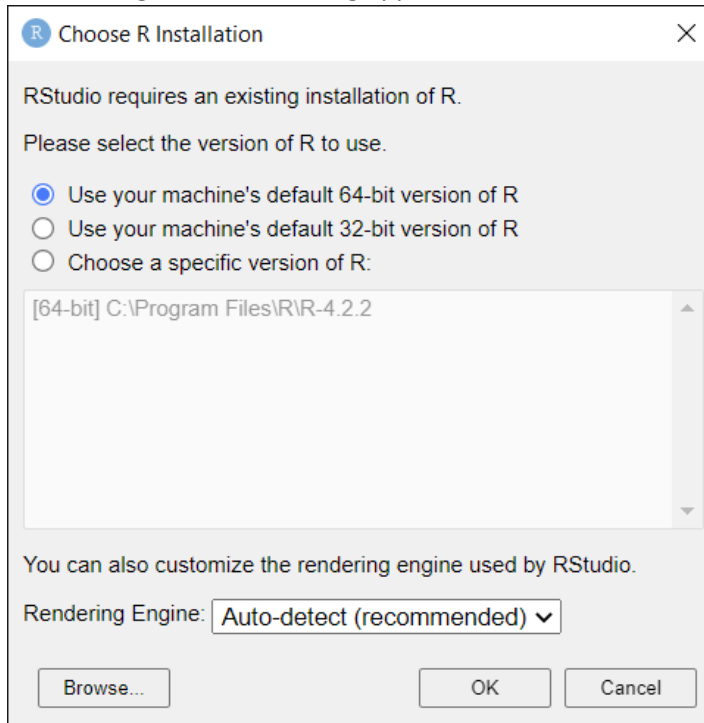 R Choose R Installation
RStudio requires an existing installation of R.
Please select the version of R to use.
Use your machine's default 64-bit version of R
Use your machine's default 32-bit version of R
Choose a specific version of R:
[64-bit] C:\Program Files\R\R-4.2.2
You can also customize the rendering engine used by RStudio.
Rendering Engine: Auto-detect (recommended)
Browse... OK Cancel